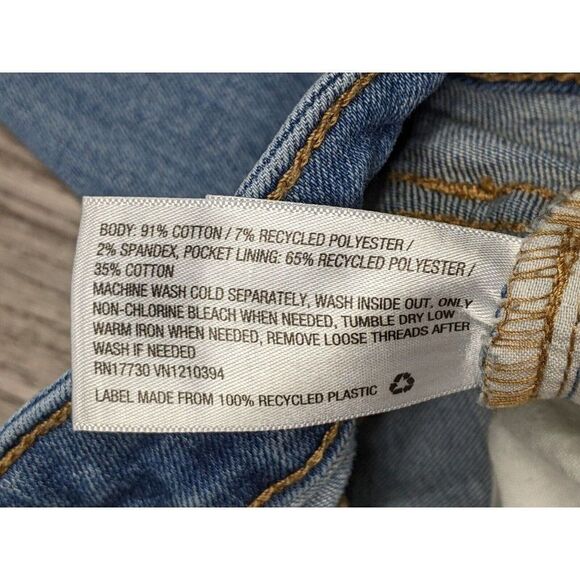 BODY: 91% COTTON / 7% RECYCLED POLYESTER /
2% SPANDEX, POCKET LINING: 65% RECYCLED POLYESTER /
35% COTTON
MACHINE WASH COLD SEPARATELY, WASH INSIDE OUT, ONLY
NON-CHLORINE BLEACH WHEN NEEDED, TUMBLE DRY LOW
WARM IRON WHEN NEEDED, REMOVE LOOSE THREADS AFTER
WASH IF NEEDED
RN17730 VN1210394
LABEL MADE FROM 100% RECYCLED PLASTIC